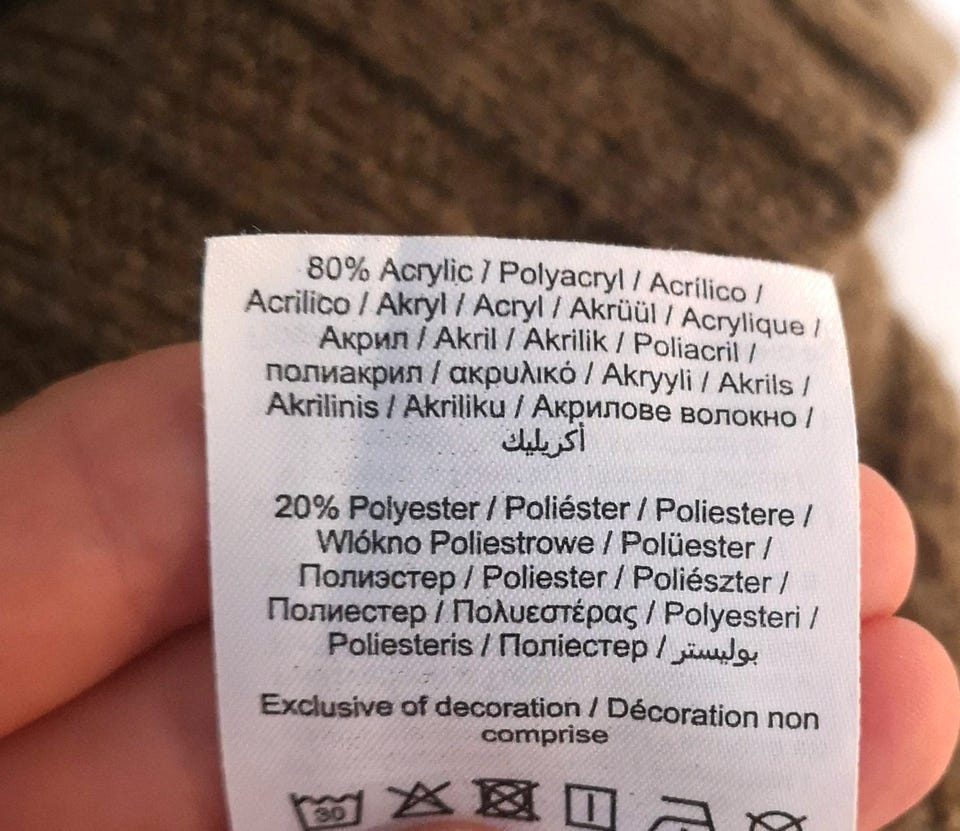 80% Acrylic / Polyacryl / Acrílico /
Acrilico / Akryl / Acryl / Akrüül / Acrylique /
Акрил / Akril / Akrilik / Poliacril /
полиакрил / ακρυλικό / Akryyli / Akrils /
Akrilinis / Akriliku / Акрилове волокно /
أكريليك
20% Polyester / Poliéster / Poliestere /
Wlókno Poliestrowe / Polüester /
Полиэстер / Poliester / Poliészter /
Полиестер / Πολυεστέρας / Polyesteri /
Poliesteris / Поліестер / بوليستر
Exclusive of decoration / Décoration non
comprise
30